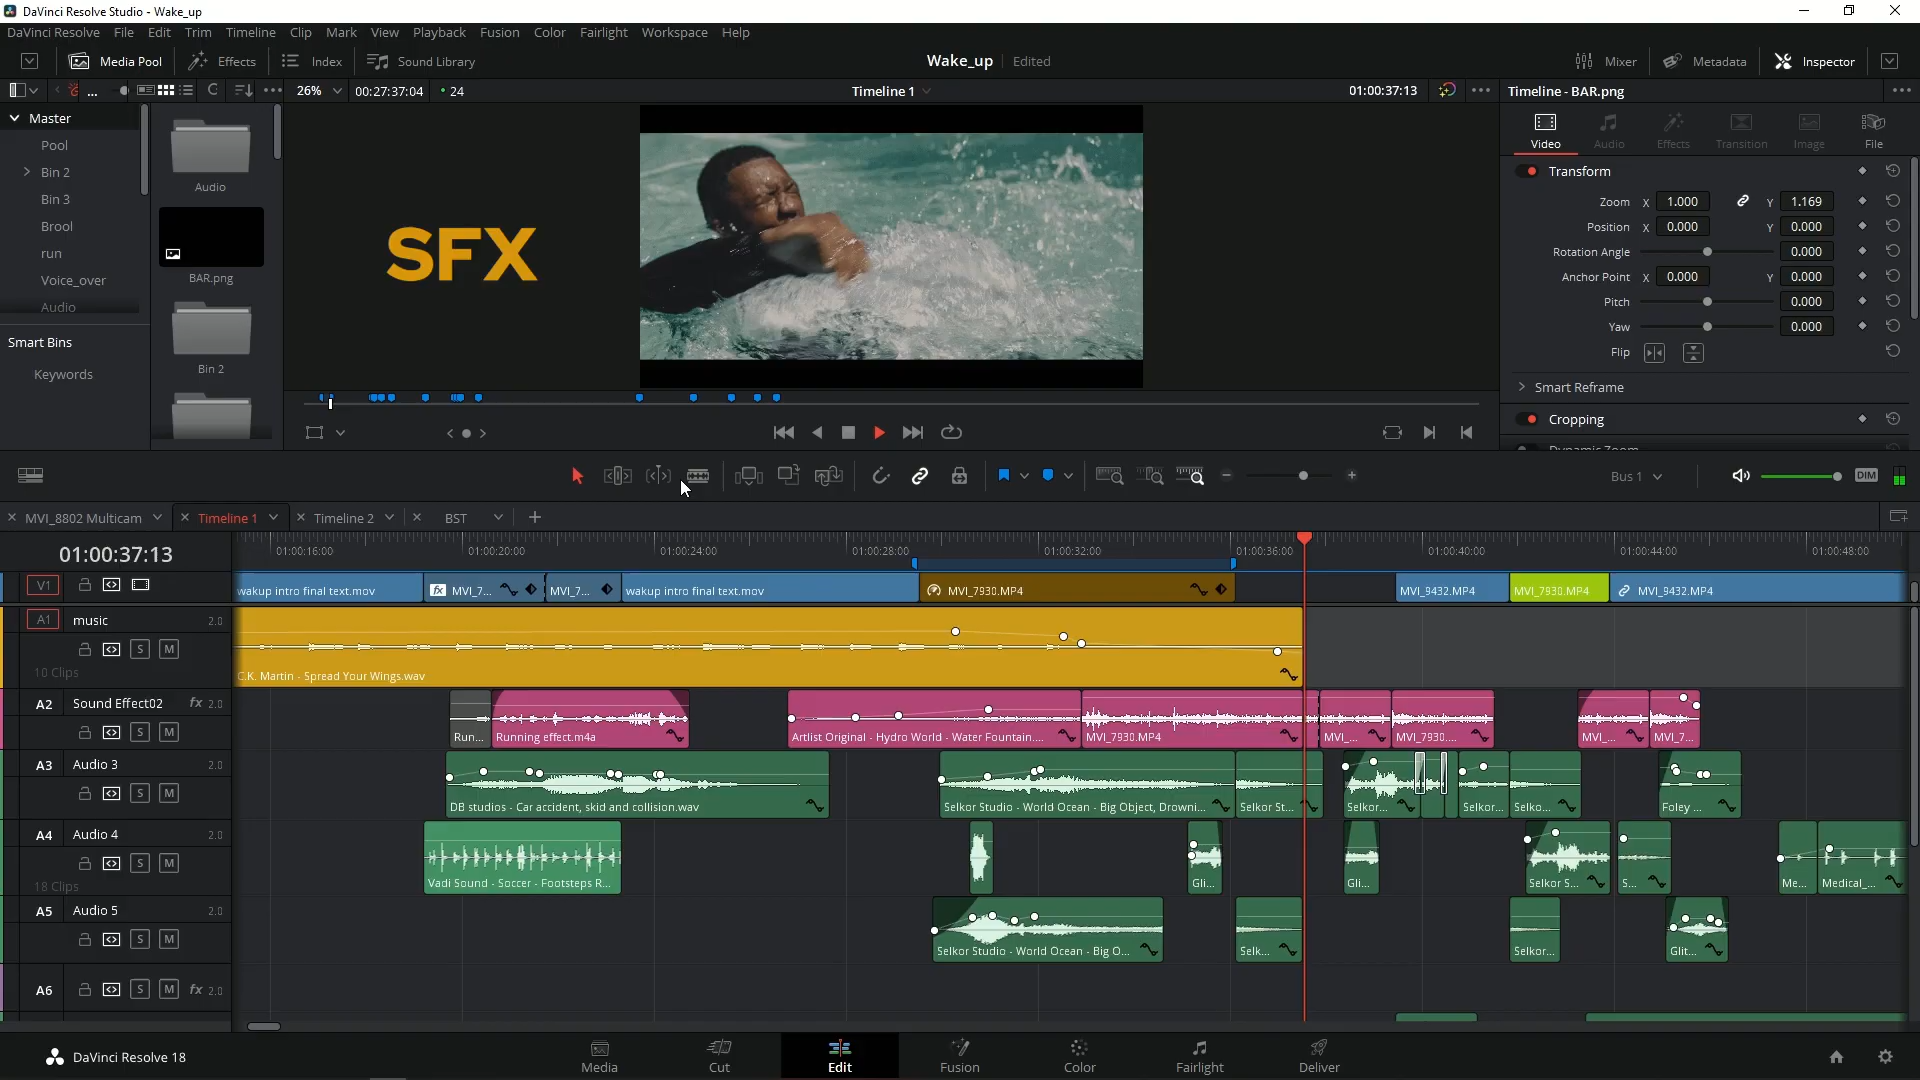 DaVinci Resolve Studio - Wake_up
DaVinci Resolve File Edit Trim Timeline Clip Mark View Playback Fusion Color Fairlight Workspace Help
Media Pool Effects Index Sound Library Wake_up Edited Mixer Metadata Inspector
... 26% 00:27:37:04 24 Timeline 1 01:00:37:13 Timeline - BAR.png
Master
Pool
Bin 2
Bin 3
Brool
run
Voice_over
Audio
Smart Bins
Keywords
Audio
BAR.png
Bin 2
SFX
Video Audio Effects Transition Image File
Transform
Zoom X 1.000 Y 1.169
Position X 0.000 Y 0.000
Rotation Angle 0.000
Anchor Point X 0.000 Y 0.000
Pitch 0.000
Yaw 0.000
Flip
Smart Reframe
Cropping
Dynamic Zoom
Bus 1 DIM
MVI_8802 Multicam Timeline 1 Timeline 2 BST
01:00:37:13 01:00:16:00 01:00:20:00 01:00:24:00 01:00:28:00 01:00:32:00 01:00:36:00 01:00:40:00 01:00:44:00 01:00:48:00
V1 wakup intro final text.mov fx MVI_7... MVI_7... wakup intro final text.mov MVI_7930.MP4 MVI_9432.MP4 MVI_7930.MP4 MVI_9432.MP4
A1 music 2.0
S M
10 Clips C.K. Martin - Spread Your Wings.wav
A2 Sound Effect02 fx 2.0
S M Run... Running effect.m4a Artlist Original - Hydro World - Water Fountain.... MVI_7930.MP4 MVI_... MVI_7930.... MVI_... MVI_7...
A3 Audio 3 2.0
S M DB studios - Car accident, skid and collision.wav Selkor Studio - World Ocean - Big Object, Drowni... Selkor St... Selkor... Selkor... Selko... Foley ...
A4 Audio 4 2.0
S M
18 Clips Vadi Sound - Soccer - Footsteps R... Gli... Gli... Selkor S... S... Me... Medical_...
A5 Audio 5 2.0
S M Selkor Studio - World Ocean - Big O... Selk... Selkor... Glit...
A6 S M fx 2.0
DaVinci Resolve 18 Media Cut Edit Fusion Color Fairlight Deliver